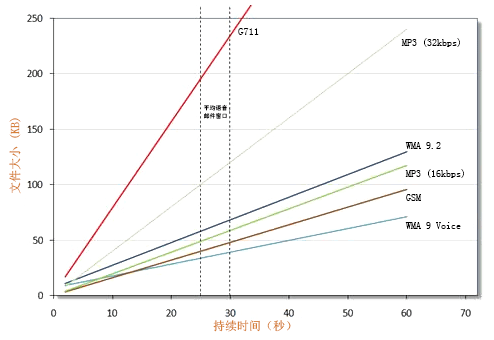 250
200
150
100
50
0
文件大小 (KB)
G711
MP3 (32kbps)
平均语音
邮件窗口
WMA 9.2
MP3 (16kbps)
GSM
WMA 9 Voice
0 10 20 30 40 50 60 70
持续时间（秒）